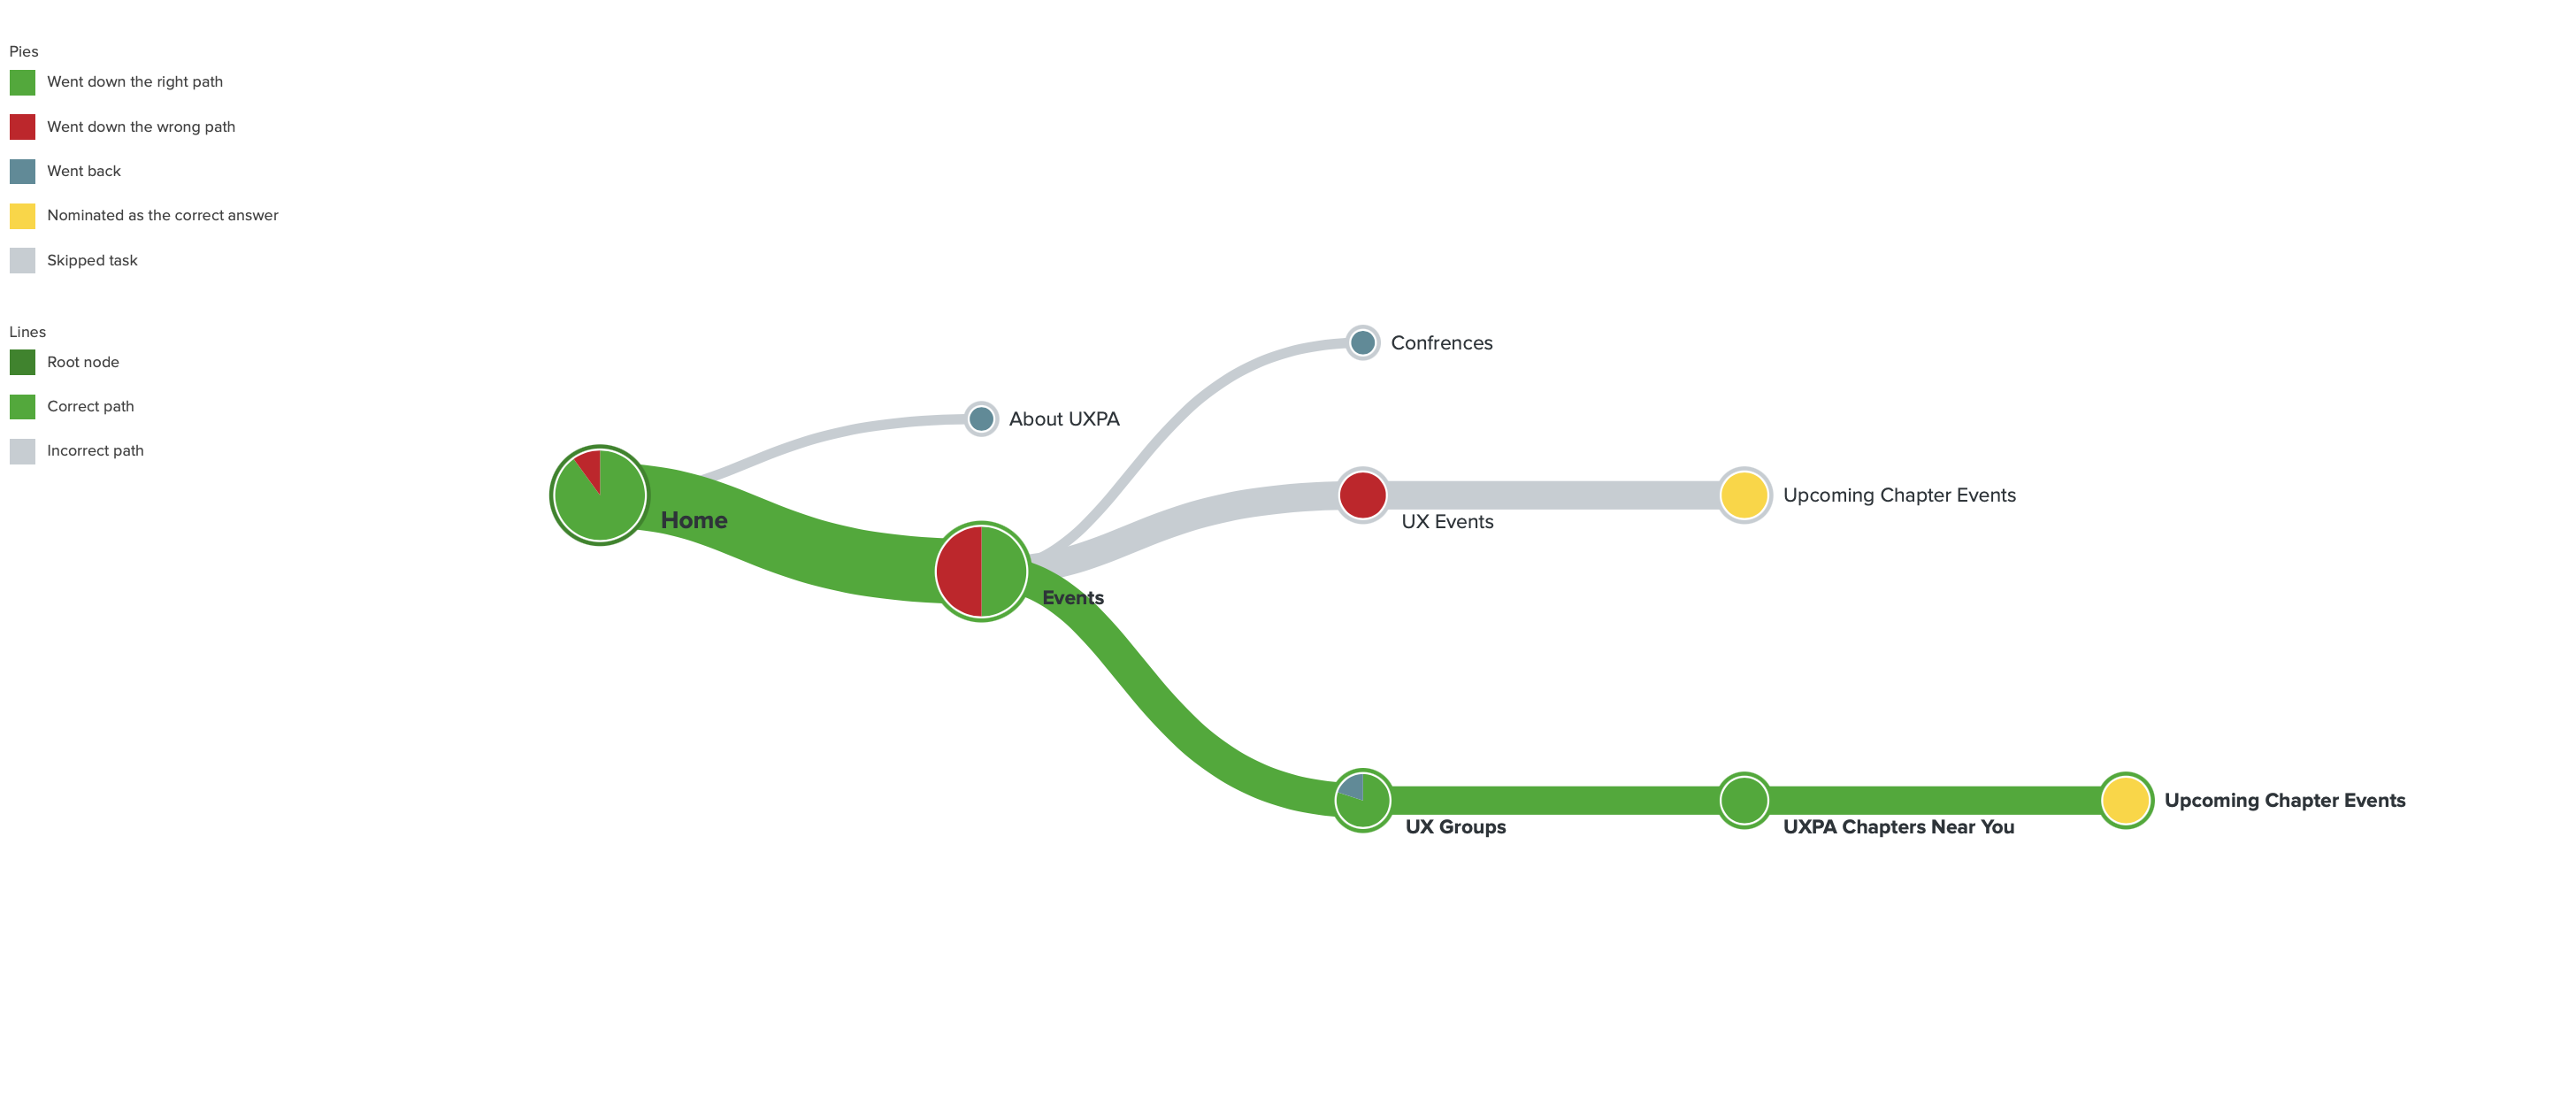 Pies
Went down the right path
Went down the wrong path
Went back
Nominated as the correct answer
Skipped task
Lines
Root node
Correct path
Incorrect path
Confrences
About UXPA
Home
UX Events
Upcoming Chapter Events
Events
UX Groups
UXPA Chapters Near You
Upcoming Chapter Events